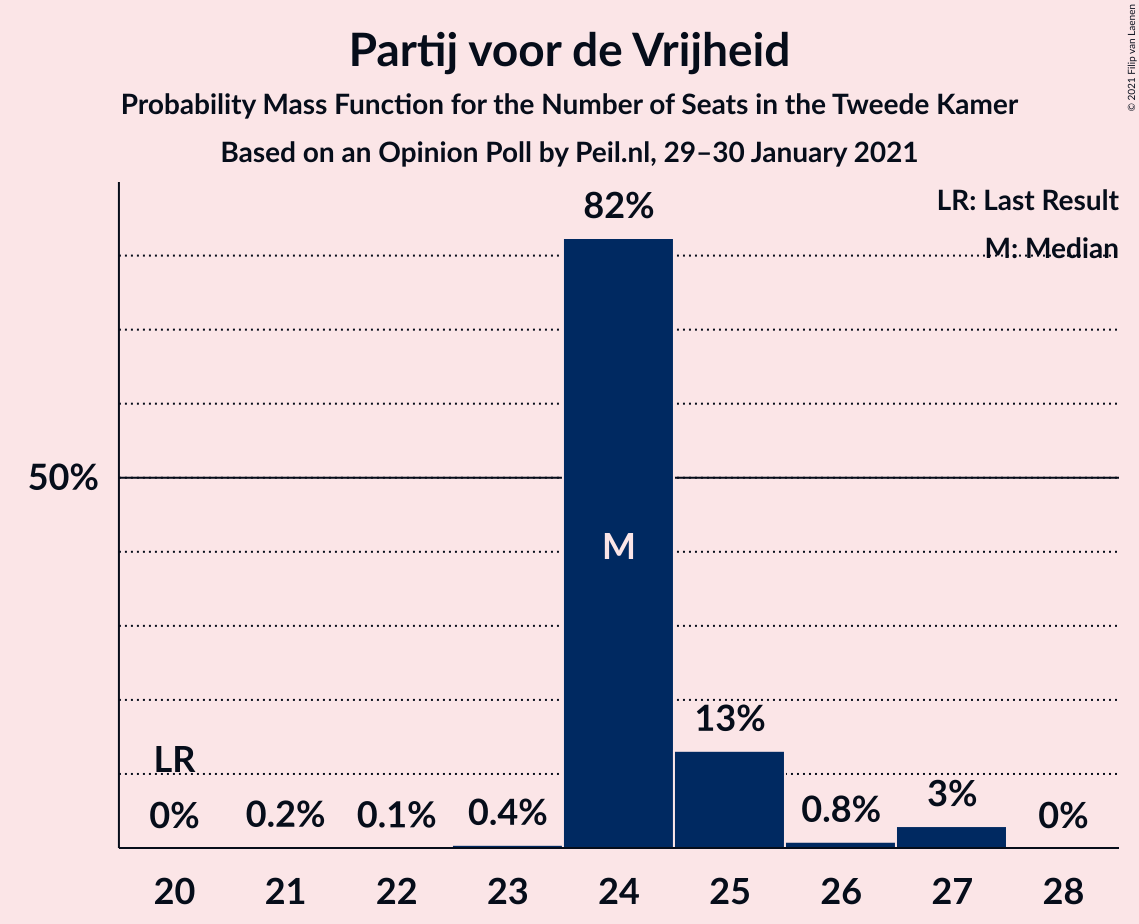 Partij voor de Vrijheid
Probability Mass Function for the Number of Seats in the Tweede Kamer
Based on an Opinion Poll by Peil.nl, 29–30 January 2021
© 2021 Filip van Laenen
LR: Last Result
M: Median
82%
50%
M
13%
LR
0% 0.2% 0.1% 0.4% 0.8% 3% 0%
20 21 22 23 24 25 26 27 28